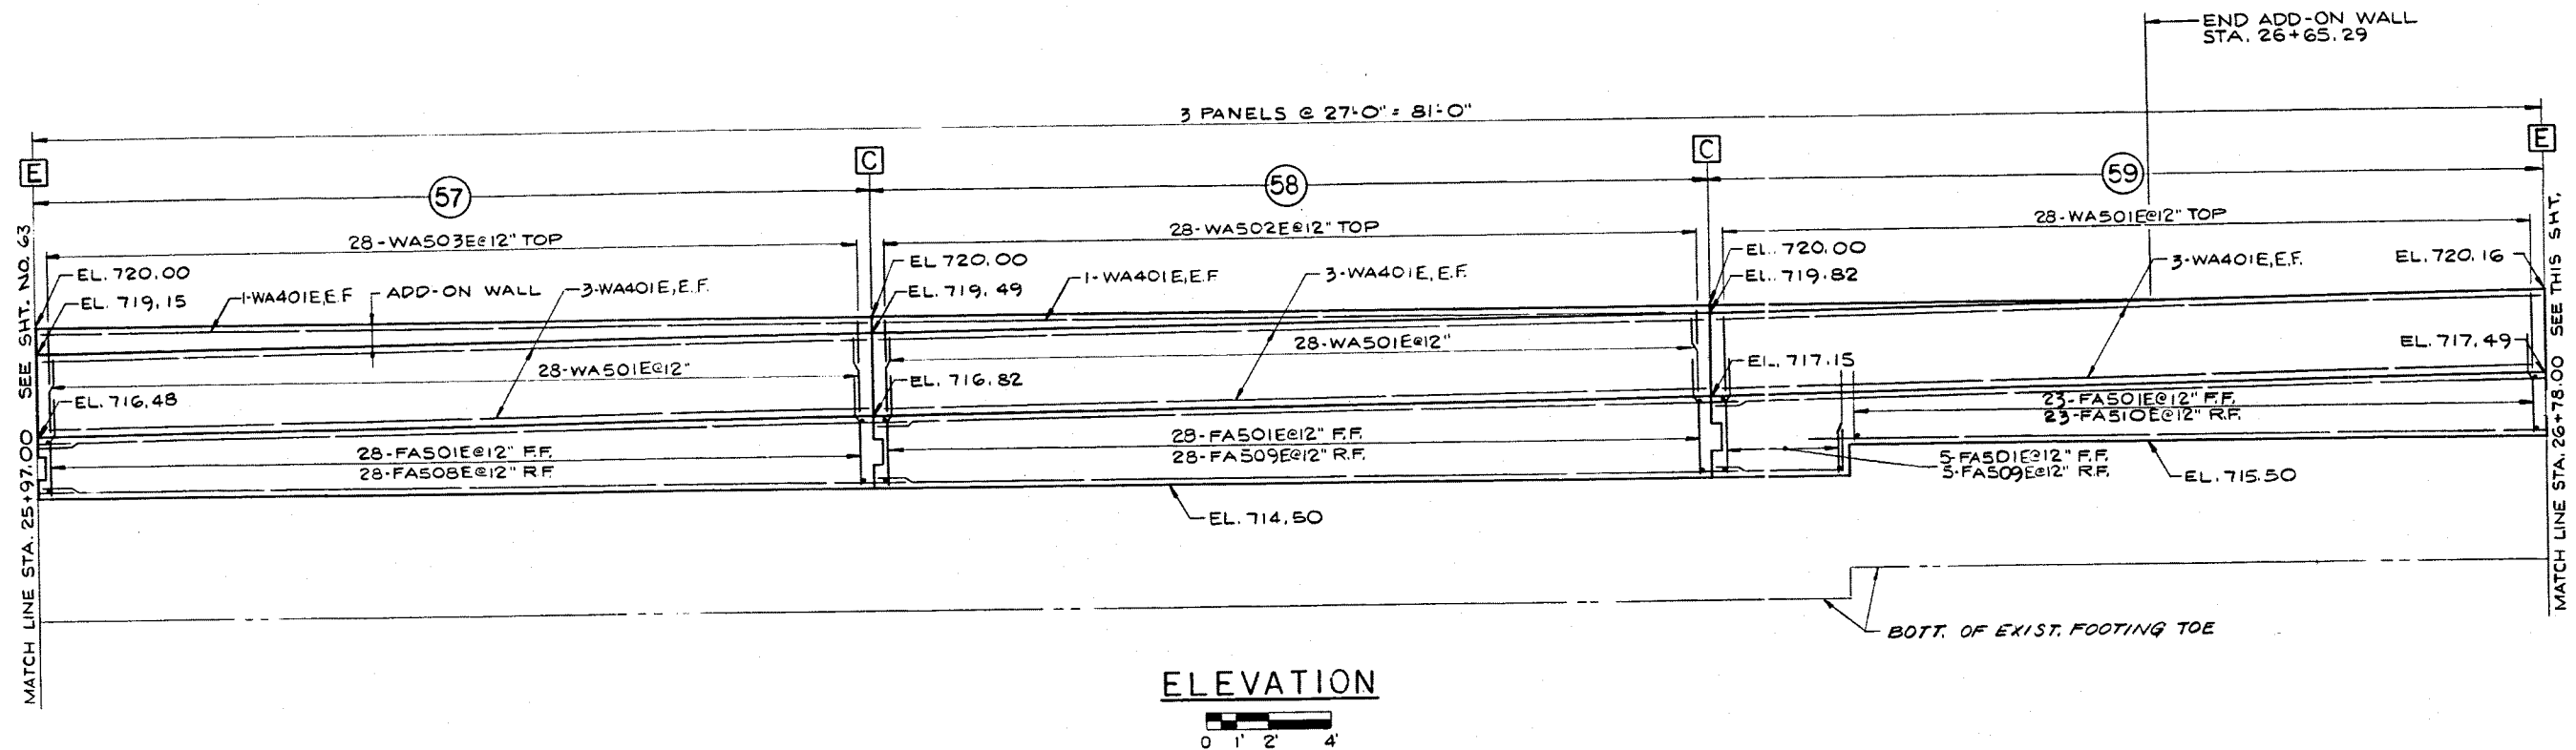 END ADD-ON WALL
STA. 26+65.29
3 PANELS @ 27'-0" = 81'-0"
E
C
C
E
57
58
59
28-WA503E@12" TOP
28-WA502E@12" TOP
28-WA501E@12" TOP
EL. 720.00
EL. 719.15
1-WA401E,E.F
ADD-ON WALL
3-WA401E,E.F.
EL 720.00
EL. 719.49
1-WA401E,E.F
3-WA401E,E.F.
EL. 720.00
EL. 719.82
3-WA401E,E.F.
EL. 720.16
28-WA501E@12"
28-WA501E@12"
EL. 716.48
EL. 716.82
EL. 717.15
EL. 717.49
28-FA501E@12" F.F.
28-FA508E@12" R.F.
28-FA501E@12" F.F.
28-FA509E@12" R.F.
5-FA501E@12" F.F.
5-FA509E@12" R.F.
23-FA501E@12" F.F.
23-FA510E@12" R.F.
EL. 714.50
EL. 715.50
BOTT. OF EXIST. FOOTING TOE
MATCH LINE STA. 25+97.00 SEE SHT. NO. 63
MATCH LINE STA. 26+78.00 SEE THIS SHT.
ELEVATION
0 1' 2' 4'